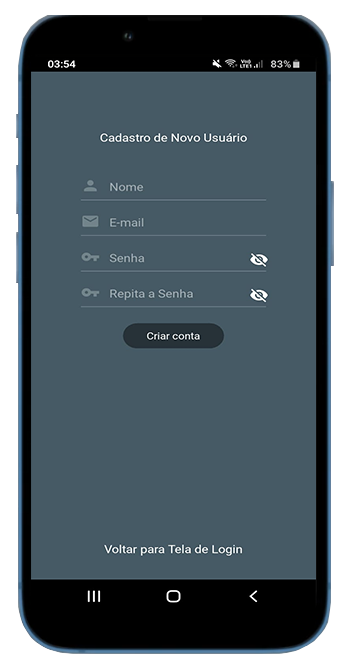 03:54 Vo9 LTE1 83%
Cadastro de Novo Usuário
Nome
E-mail
Senha
Repita a Senha
Criar conta
Voltar para Tela de Login